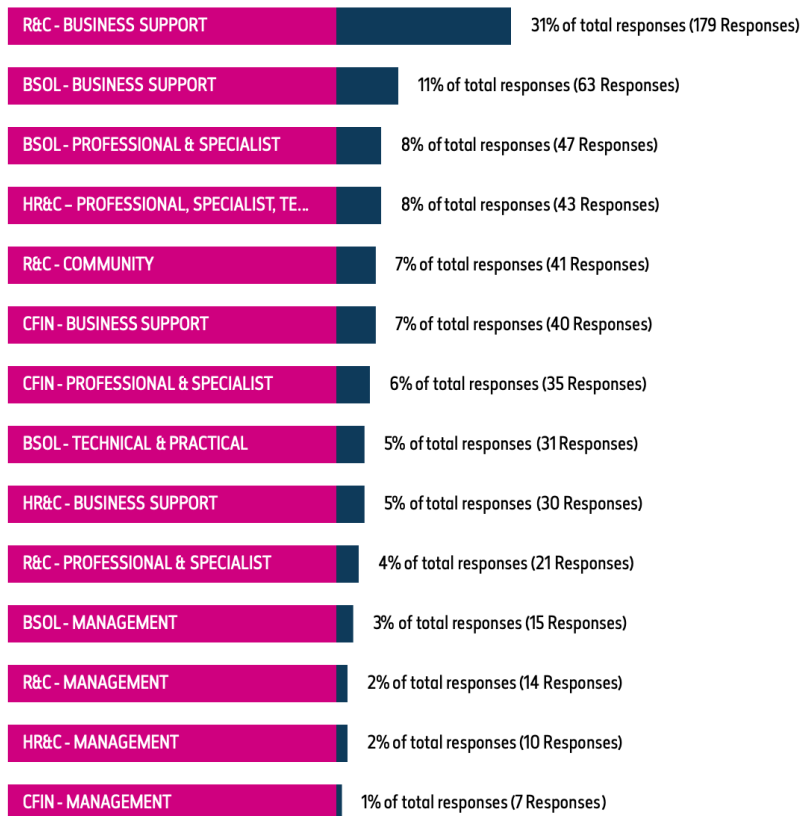 R&C - BUSINESS SUPPORT 31% of total responses (179 Responses)
BSOL - BUSINESS SUPPORT 11% of total responses (63 Responses)
BSOL - PROFESSIONAL & SPECIALIST 8% of total responses (47 Responses)
HR&C – PROFESSIONAL, SPECIALIST, TE... 8% of total responses (43 Responses)
R&C - COMMUNITY 7% of total responses (41 Responses)
CFIN - BUSINESS SUPPORT 7% of total responses (40 Responses)
CFIN - PROFESSIONAL & SPECIALIST 6% of total responses (35 Responses)
BSOL - TECHNICAL & PRACTICAL 5% of total responses (31 Responses)
HR&C - BUSINESS SUPPORT 5% of total responses (30 Responses)
R&C - PROFESSIONAL & SPECIALIST 4% of total responses (21 Responses)
BSOL - MANAGEMENT 3% of total responses (15 Responses)
R&C - MANAGEMENT 2% of total responses (14 Responses)
HR&C - MANAGEMENT 2% of total responses (10 Responses)
CFIN - MANAGEMENT 1% of total responses (7 Responses)